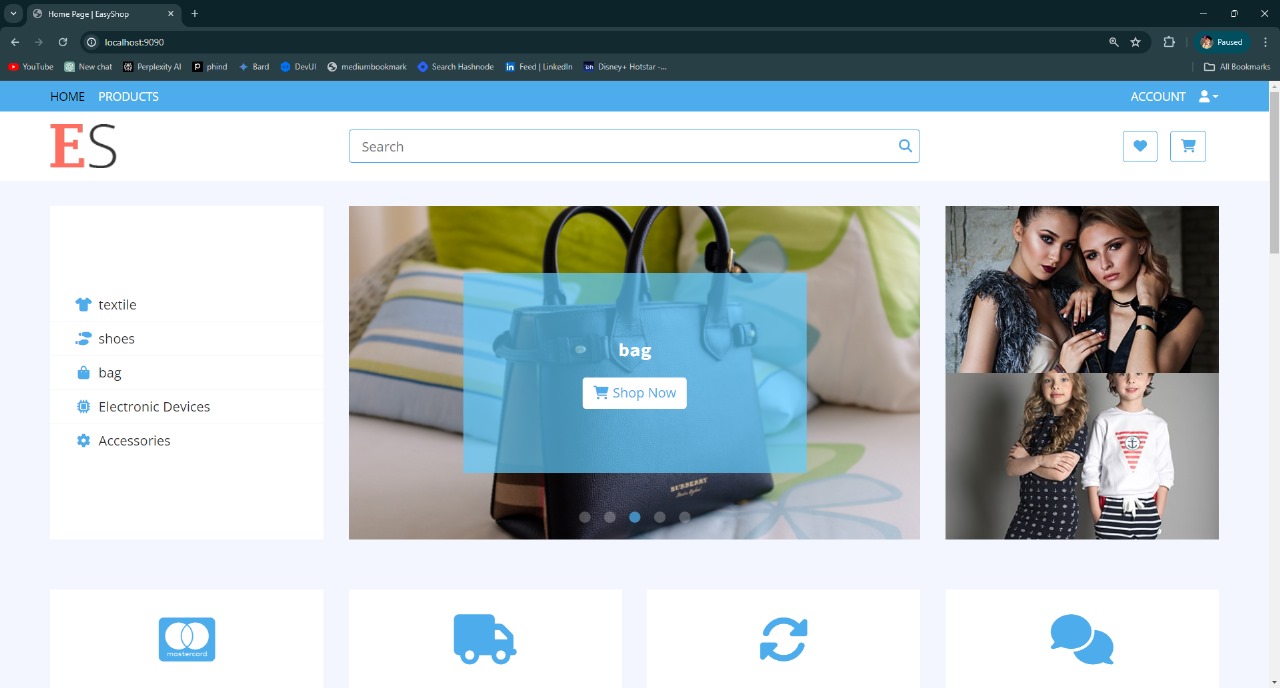 Home Page | EasyShop
localhost:9090
Paused
YouTube New chat Perplexity AI phind Bard DevUI mediumbookmark Search Hashnode Feed | LinkedIn Disney+ Hotstar -... All Bookmarks
HOME PRODUCTS ACCOUNT
ES
Search
textile
shoes
bag
Electronic Devices
Accessories
bag
Shop Now
BURBERRY
mastercard